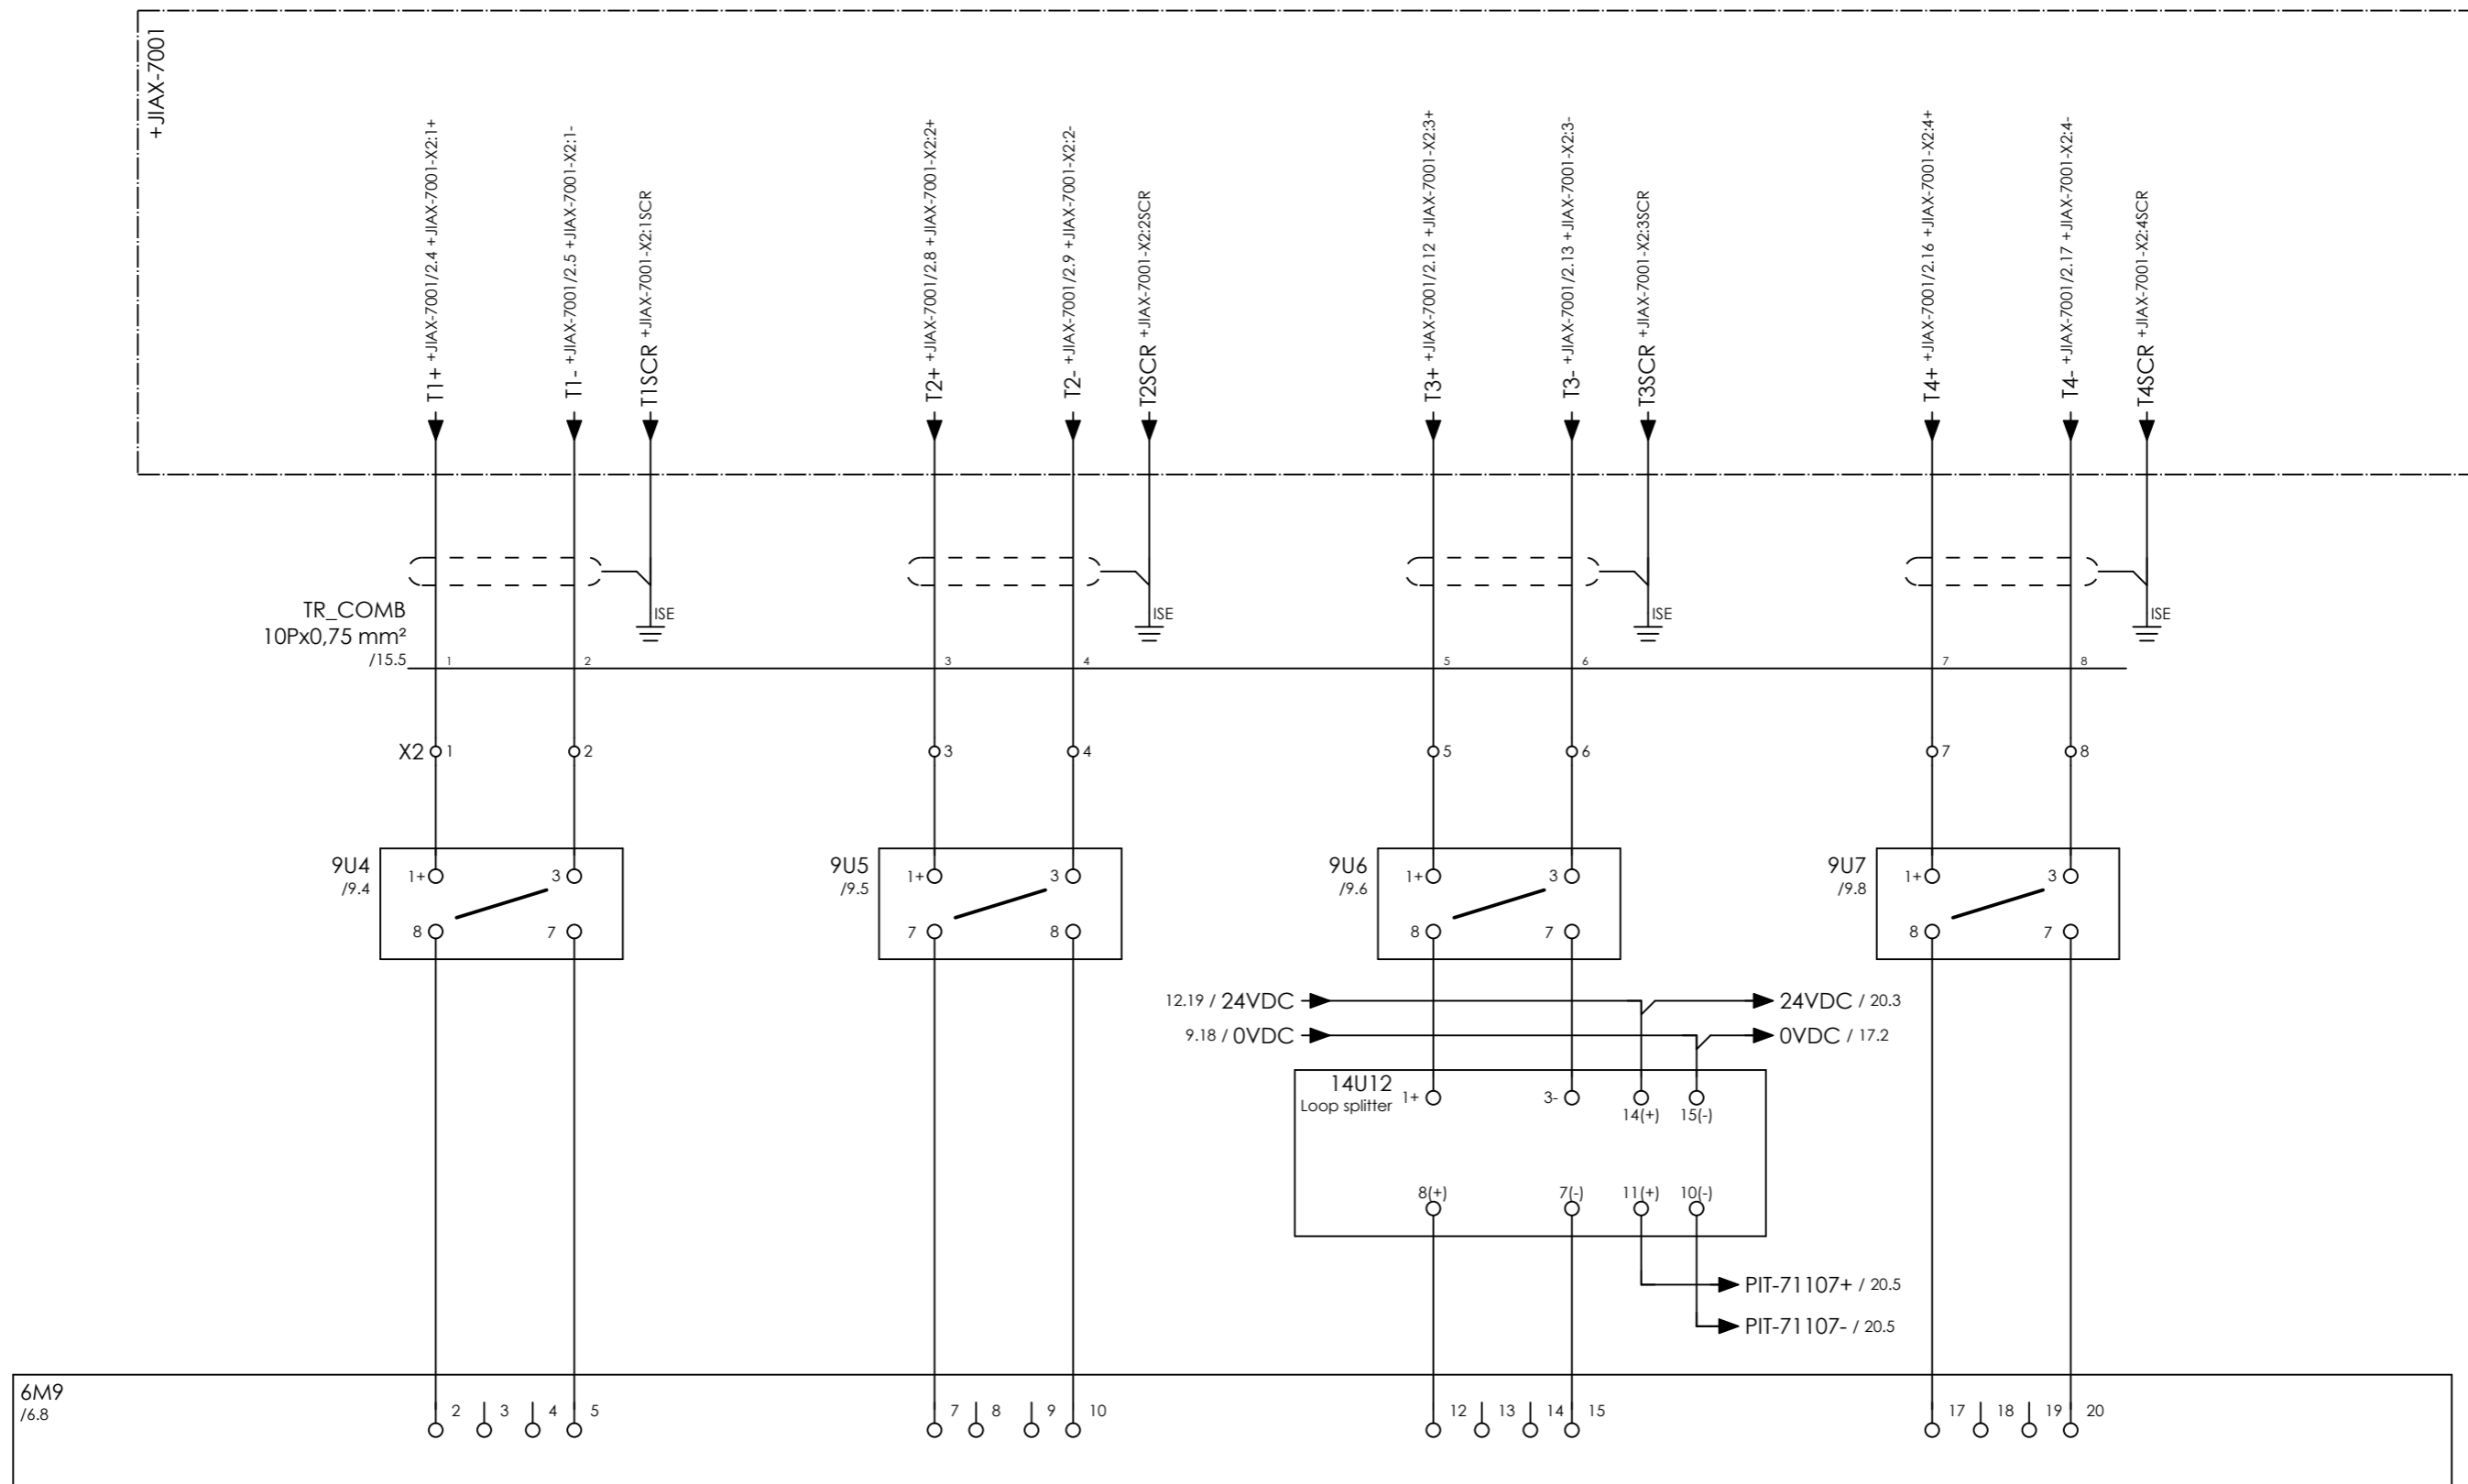 +JIAX-7001
T1+ +JIAX-7001/2.4 +JIAX-7001-X2:1+
T1- +JIAX-7001/2.5 +JIAX-7001-X2:1-
T1SCR +JIAX-7001-X2:1SCR
T2+ +JIAX-7001/2.8 +JIAX-7001-X2:2+
T2- +JIAX-7001/2.9 +JIAX-7001-X2:2-
T2SCR +JIAX-7001-X2:2SCR
T3+ +JIAX-7001/2.12 +JIAX-7001-X2:3+
T3- +JIAX-7001/2.13 +JIAX-7001-X2:3-
T3SCR +JIAX-7001-X2:3SCR
T4+ +JIAX-7001/2.16 +JIAX-7001-X2:4+
T4- +JIAX-7001/2.17 +JIAX-7001-X2:4-
T4SCR +JIAX-7001-X2:4SCR
TR_COMB
10Px0,75 mm²
/15.5
ISE ISE ISE ISE
1 2 3 4 5 6 7 8
X2 1 2 3 4 5 6 7 8
9U4
/9.4
1+ 3
8 7
9U5
/9.5
1+ 3
7 8
9U6
/9.6
1+ 3
8 7
9U7
/9.8
1+ 3
8 7
12.19 / 24VDC 24VDC / 20.3
9.18 / 0VDC 0VDC / 17.2
14U12
Loop splitter
1+ 3- 14(+) 15(-)
8(+) 7(-) 11(+) 10(-)
PIT-71107+ / 20.5
PIT-71107- / 20.5
6M9
/6.8
2 3 4 5 7 8 9 10 12 13 14 15 17 18 19 20